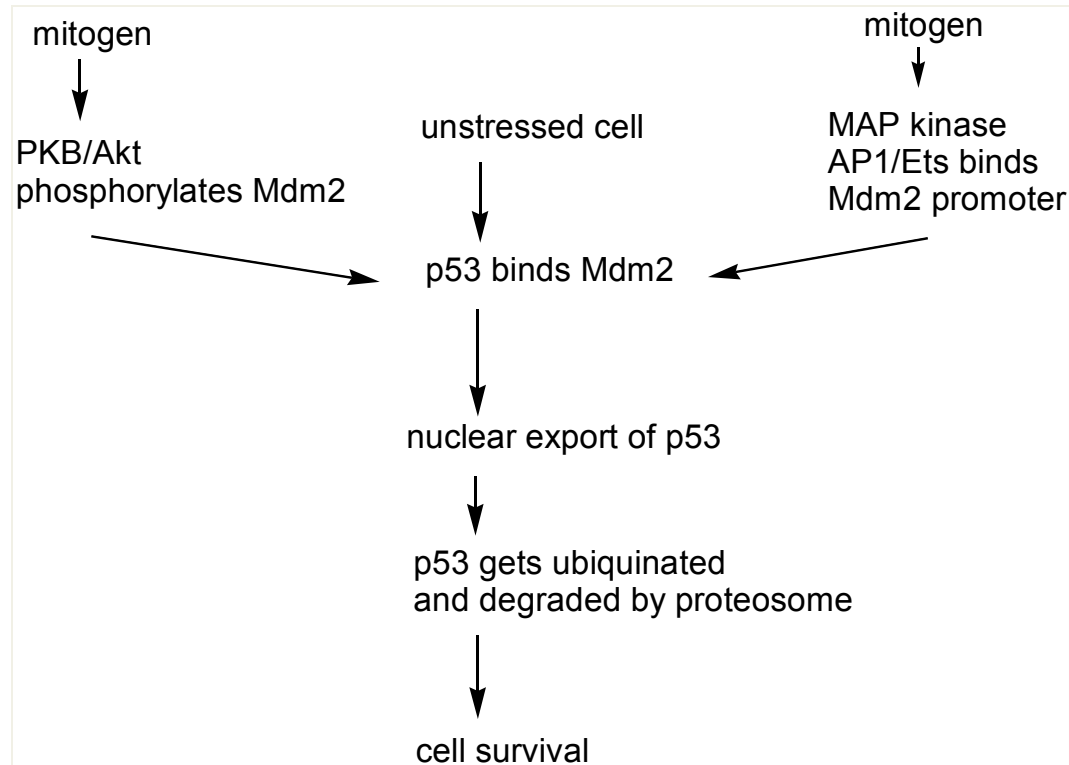 mitogen
mitogen
PKB/Akt
phosphorylates Mdm2
unstressed cell
MAP kinase
AP1/Ets binds
Mdm2 promoter
p53 binds Mdm2
nuclear export of p53
p53 gets ubiquinated
and degraded by proteosome
cell survival